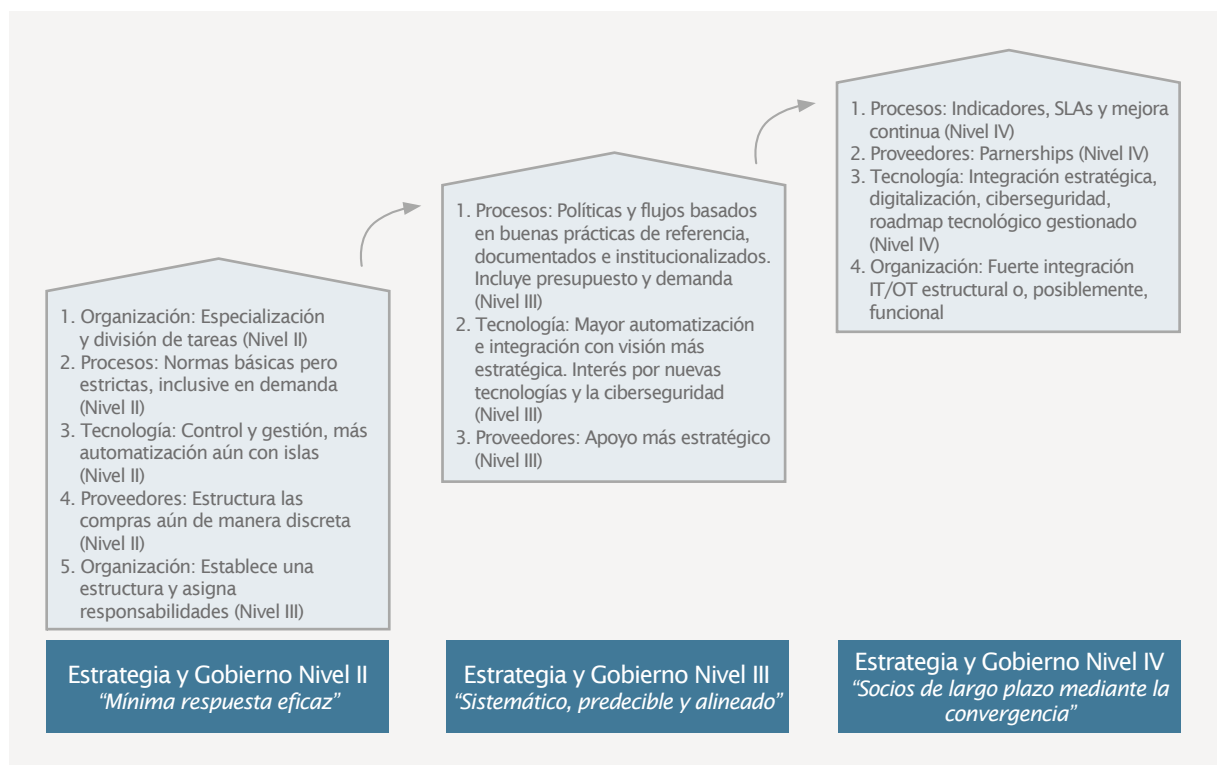 1. Organización: Especialización
y división de tareas (Nivel II)
2. Procesos: Normas básicas pero
estrictas, inclusive en demanda
(Nivel II)
3. Tecnología: Control y gestión, más
automatización aún con islas
(Nivel II)
4. Proveedores: Estructura las
compras aún de manera discreta
(Nivel II)
5. Organización: Establece una
estructura y asigna
responsabilidades (Nivel III)
Estrategia y Gobierno Nivel II
“Mínima respuesta eficaz”
1. Procesos: Políticas y flujos basados
en buenas prácticas de referencia,
documentados e institucionalizados.
Incluye presupuesto y demanda
(Nivel III)
2. Tecnología: Mayor automatización
e integración con visión más
estratégica. Interés por nuevas
tecnologías y la ciberseguridad
(Nivel III)
3. Proveedores: Apoyo más estratégico
(Nivel III)
Estrategia y Gobierno Nivel III
“Sistemático, predecible y alineado”
1. Procesos: Indicadores, SLAs y mejora
continua (Nivel IV)
2. Proveedores: Parnerships (Nivel IV)
3. Tecnología: Integración estratégica,
digitalización, ciberseguridad,
roadmap tecnológico gestionado
(Nivel IV)
4. Organización: Fuerte integración
IT/OT estructural o, posiblemente,
funcional
Estrategia y Gobierno Nivel IV
“Socios de largo plazo mediante la
convergencia”